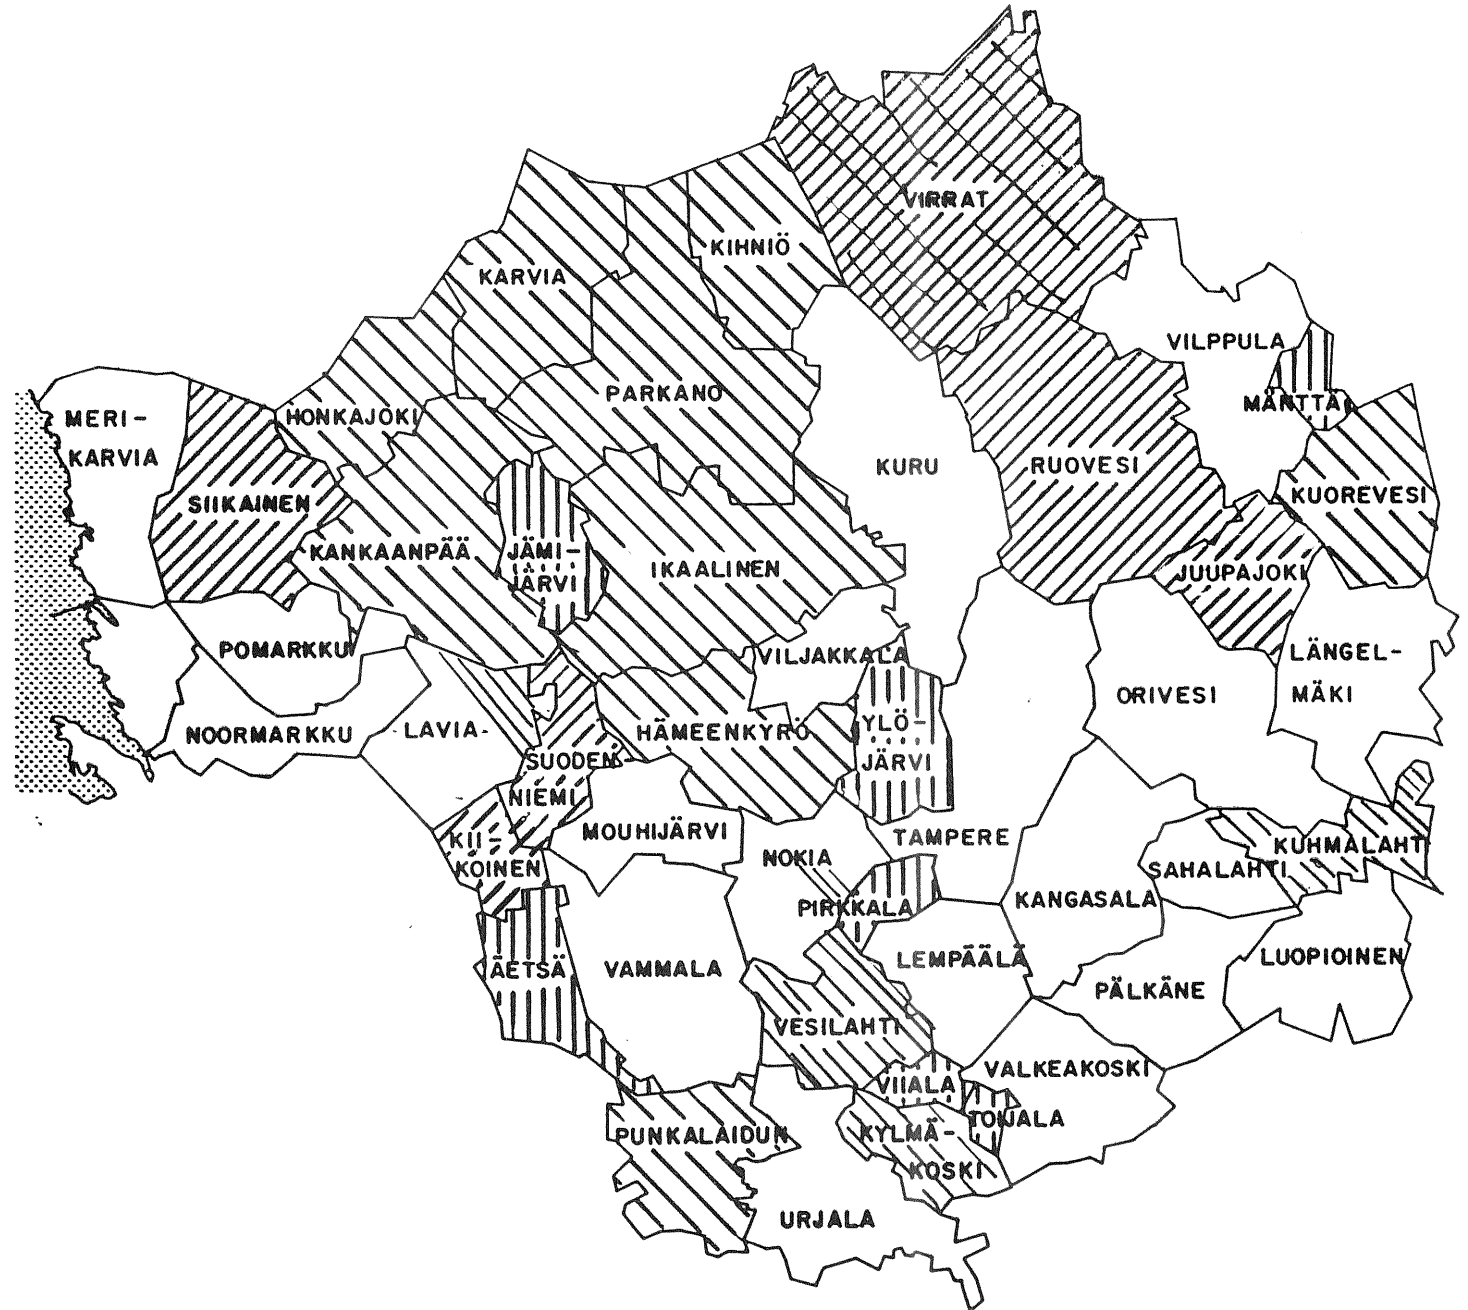 VIRRAT
KIHNIÖ
KARVIA
VILPPULA
PARKANO
MÄNTTÄ
MERI-
KARVIA
HONKAJOKI
KURU
RUOVESI
SIIKAINEN
KUOREVESI
KANKAANPÄÄ
JÄMI-
JÄRVI
IKAALINEN
JUUPAJOKI
POMARKKU
VILJAKKALA
LÄNGEL-
MÄKI
ORIVESI
NOORMARKKU
LAVIA
HÄMEENKYRÖ
YLÖ-
JÄRVI
SUODEN-
NIEMI
MOUHIJÄRVI
TAMPERE
KII-
KOINEN
NOKIA
KUHMALAHTI
SAHALAHTI
PIRKKALA
KANGASALA
ÄETSÄ
VAMMALA
LEMPÄÄLÄ
LUOPIOINEN
PÄLKÄNE
VESILAHTI
VALKEAKOSKI
VIIALA
TOIJALA
PUNKALAIDUN
KYLMÄ-
KOSKI
URJALA